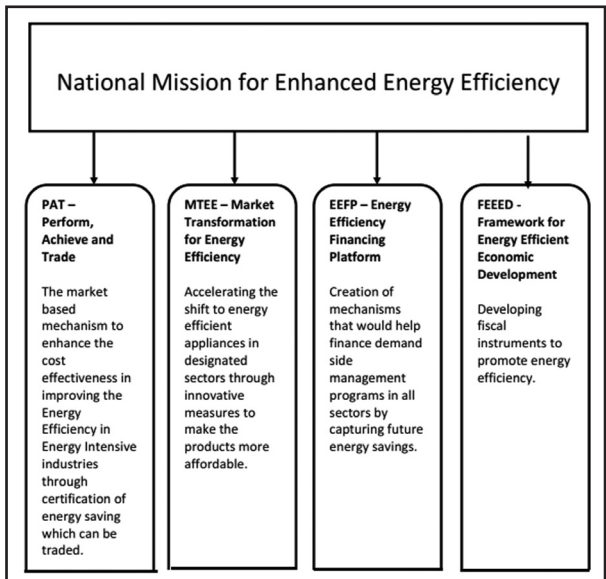 National Mission for Enhanced Energy Efficiency
PAT –
Perform,
Achieve and
Trade
The market
based
mechanism to
enhance the
cost
effectiveness in
improving the
Energy
Efficiency in
Energy Intensive
industries
through
certification of
energy saving
which can be
traded.
MTEE – Market
Transformation
for Energy
Efficiency
Accelerating the
shift to energy
efficient
appliances in
designated
sectors through
innovative
measures to
make the
products more
affordable.
EEFP – Energy
Efficiency
Financing
Platform
Creation of
mechanisms
that would help
finance demand
side
management
programs in all
sectors by
capturing future
energy savings.
FEEED -
Framework for
Energy Efficient
Economic
Development
Developing
fiscal
instruments to
promote energy
efficiency.